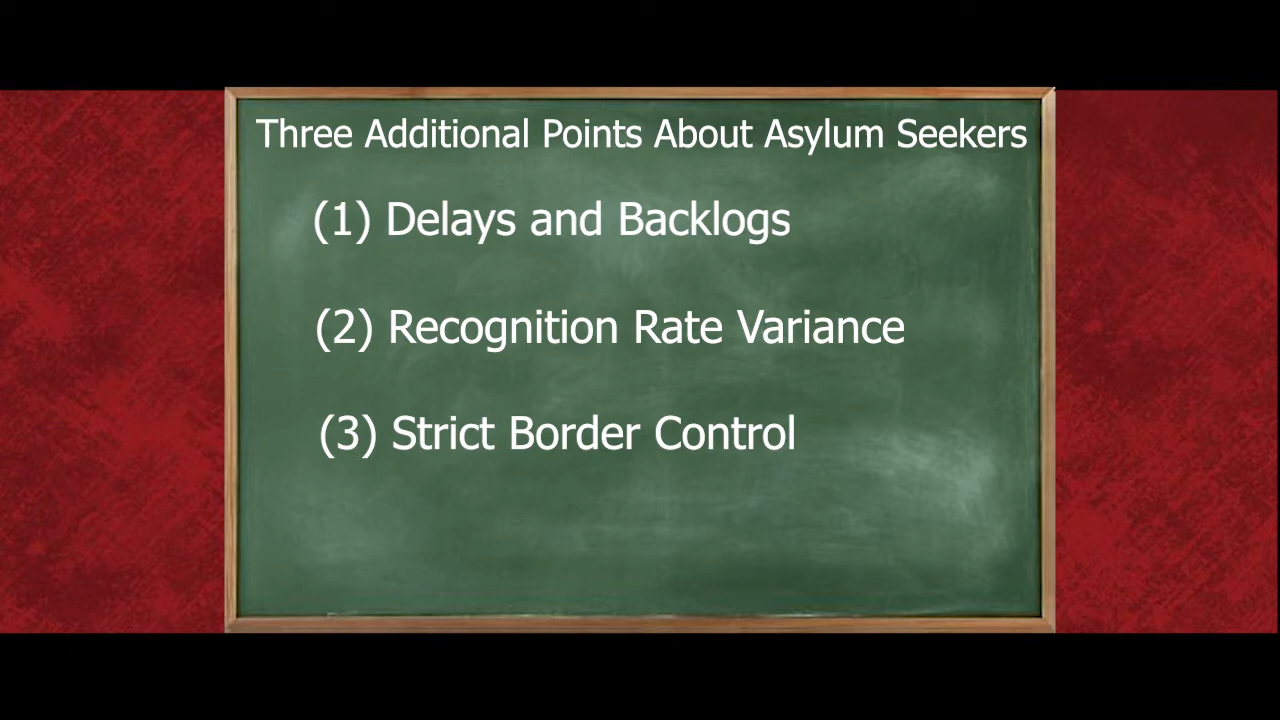 Three Additional Points About Asylum Seekers
(1) Delays and Backlogs
(2) Recognition Rate Variance
(3) Strict Border Control